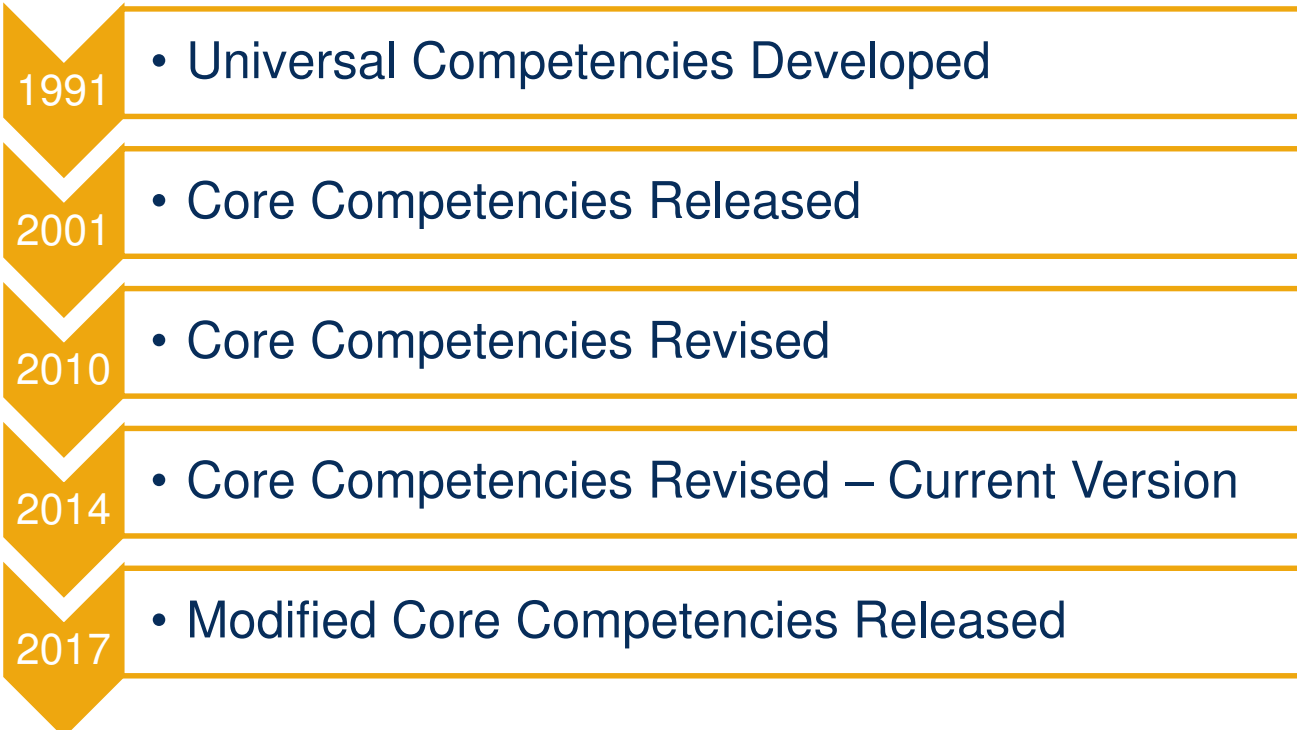 1991
• Universal Competencies Developed
2001
• Core Competencies Released
2010
• Core Competencies Revised
2014
• Core Competencies Revised – Current Version
2017
• Modified Core Competencies Released